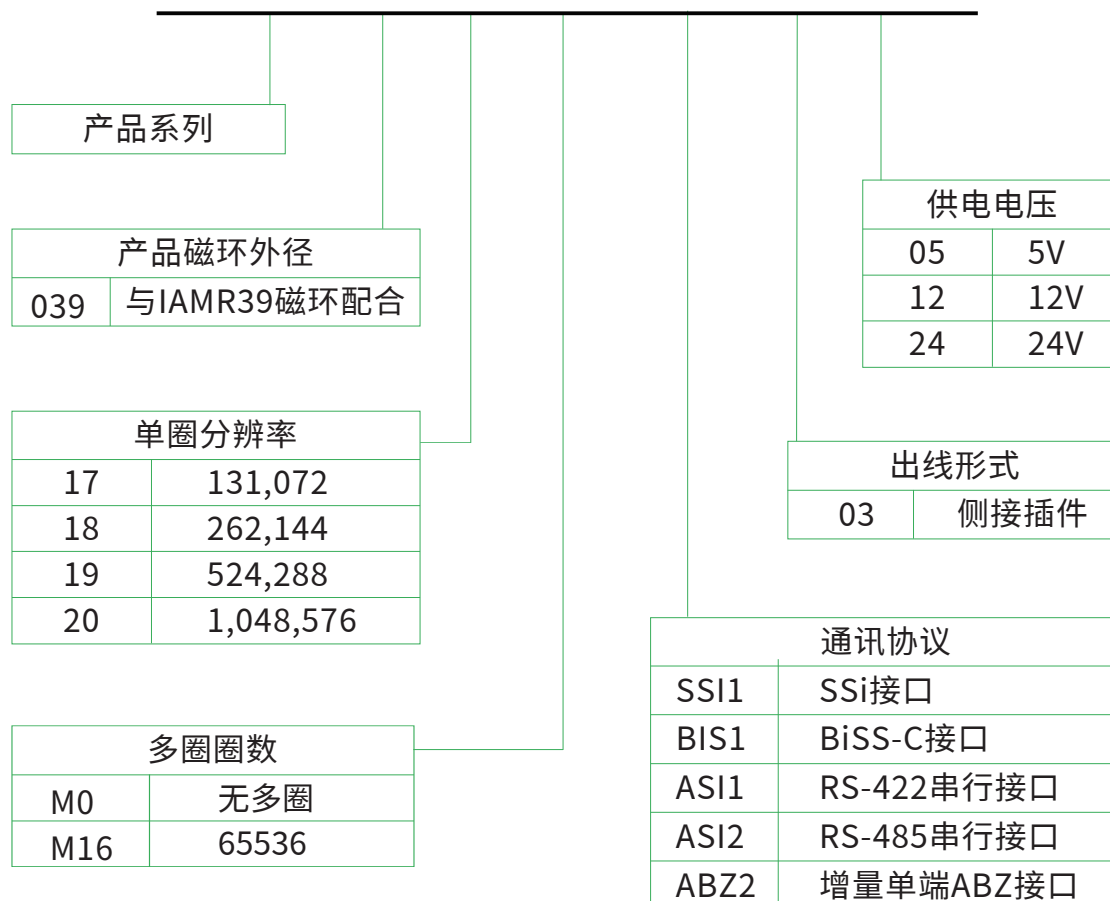 产品系列
产品磁环外径
039 与IAMR39磁环配合
单圈分辨率
17 131,072
18 262,144
19 524,288
20 1,048,576
多圈圈数
M0 无多圈
M16 65536
供电电压
05 5V
12 12V
24 24V
出线形式
03 侧接插件
通讯协议
SSI1 SSi接口
BIS1 BiSS-C接口
ASI1 RS-422串行接口
ASI2 RS-485串行接口
ABZ2 增量单端ABZ接口